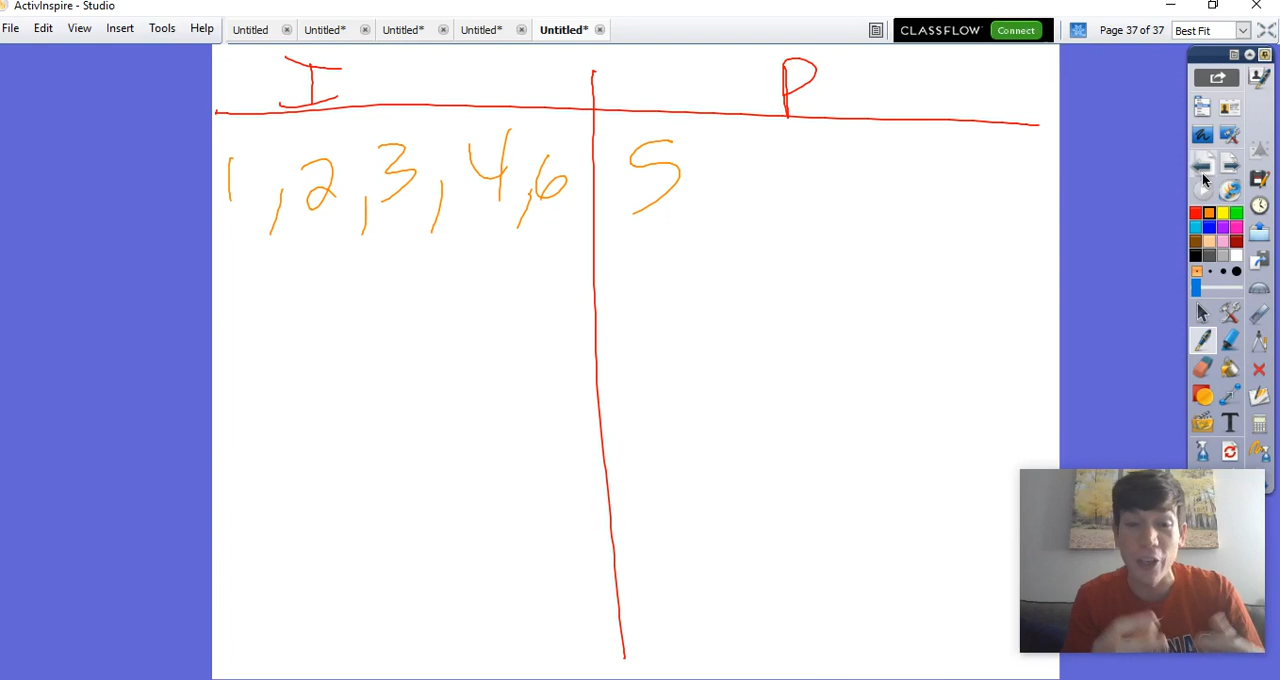 ActivInspire - Studio
File Edit View Insert Tools Help Untitled Untitled* Untitled* Untitled* Untitled* CLASSFLOW Connect Page 37 of 37 Best Fit
I P
1, 2, 3, 4, 6 5
T